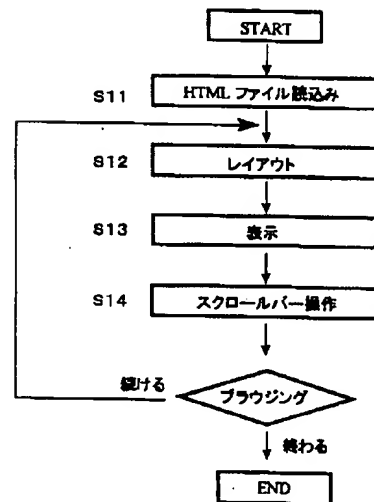 START
S11 HTML ファイル読込み
S12 レイアウト
S13 表示
S14 スクロールバー操作
続ける ブラウジング
終わる
END